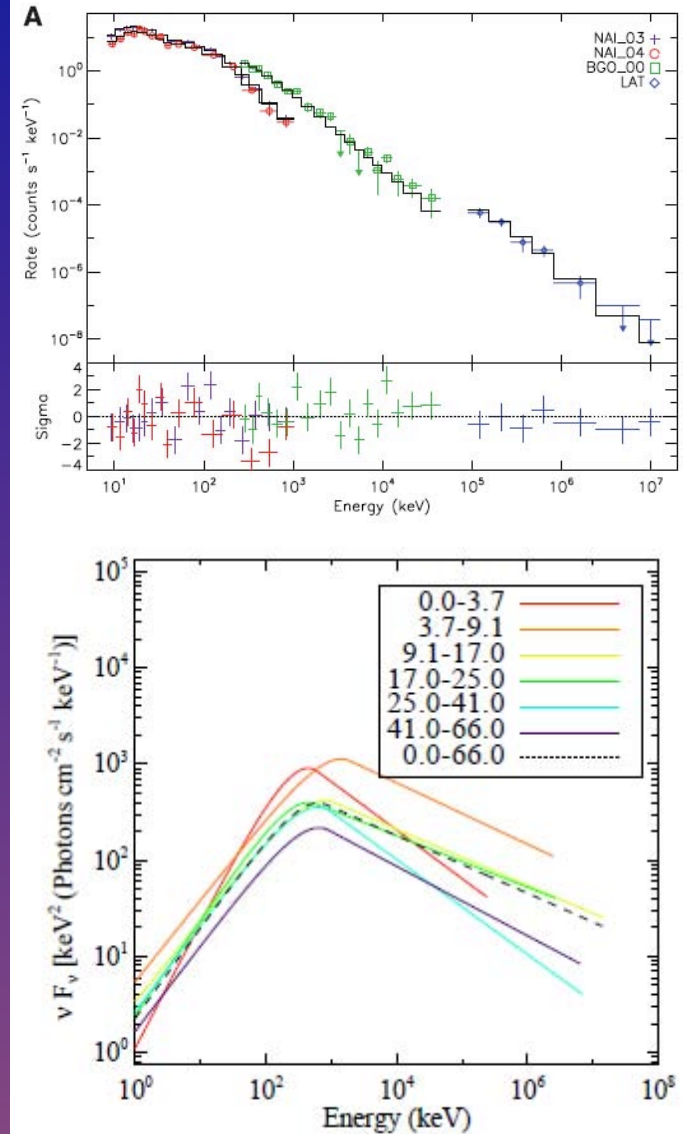 A
NAI_03
NAI_04
BGO_00
LAT
Rate (counts s⁻¹ keV⁻¹)
10⁰
10⁻²
10⁻⁴
10⁻⁶
10⁻⁸
Sigma
4
2
0
−2
−4
10¹ 10² 10³ 10⁴ 10⁵ 10⁶ 10⁷
Energy (keV)
ν Fν [keV² (Photons cm⁻² s⁻¹ keV⁻¹)]
10⁵
10⁴
10³
10²
10¹
10⁰
0.0-3.7
3.7-9.1
9.1-17.0
17.0-25.0
25.0-41.0
41.0-66.0
0.0-66.0
10⁰ 10² 10⁴ 10⁶ 10⁸
Energy (keV)